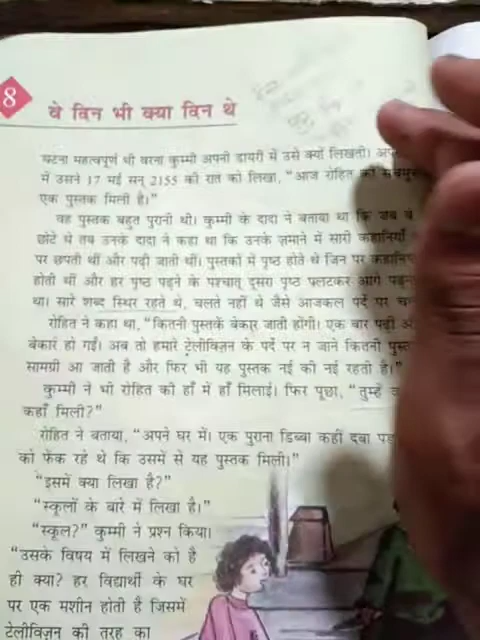 8
वे दिन भी क्या दिन थे
घटना महत्वपूर्ण थी वरना कुम्मी अपनी डायरी में उसे क्यों लिखती।
में उसने 17 मई सन् 2155 की रात को लिखा, “आज रोहित को
एक पुस्तक मिली है।”
वह पुस्तक बहुत पुरानी थी। कुम्मी के दादा ने बताया था कि जब
छोटे थे तब उनके दादा ने कहा था कि उनके ज़माने में सारी कहानियाँ
पर छपती थीं और पढ़ी जाती थीं। पुस्तकों में पृष्ठ होते थे जिन पर
होती थीं और हर पृष्ठ पढ़ने के पश्चात् दूसरा पृष्ठ पलटकर आगे
था। सारे शब्द स्थिर रहते थे, चलते नहीं थे जैसे आजकल पर्दे पर
रोहित ने कहा था, “कितनी पुस्तकें बेकार जाती होंगी। एक बार पढ़ी
बेकार हो गईं। अब तो हमारे टेलीविज़न के पर्दे पर न जाने कितनी
सामग्री आ जाती है और फिर भी यह पुस्तक नई की नई रहती है।”
कुम्मी ने भी रोहित की हाँ में हाँ मिलाई। फिर पूछा, “तुम्हें
कहाँ मिली?”
रोहित ने बताया, “अपने घर में। एक पुराना डिब्बा कहीं दबा
को फेंक रहे थे कि उसमें से यह पुस्तक मिली।”
“इसमें क्या लिखा है?”
“स्कूलों के बारे में लिखा है।”
“स्कूल?” कुम्मी ने प्रश्न किया।
“उसके विषय में लिखने को है
ही क्या? हर विद्यार्थी के घर
पर एक मशीन होती है जिसमें
टेलीविज़न की तरह का